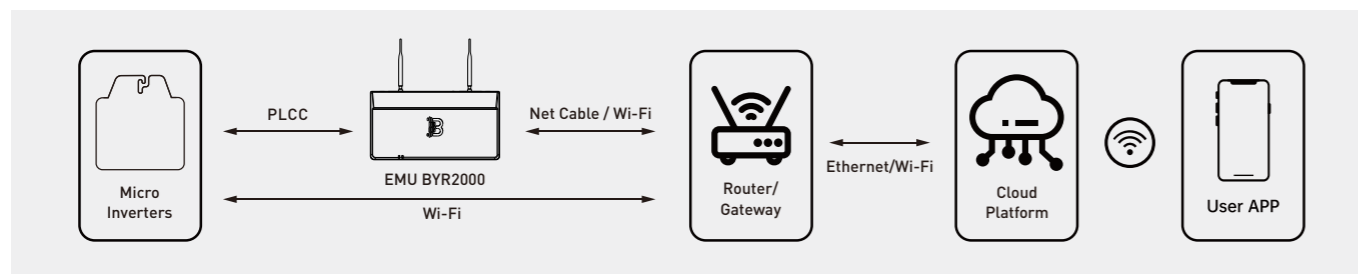 PLCC
Net Cable / Wi-Fi
Ethernet/Wi-Fi
EMU BYR2000
Wi-Fi
Micro
Inverters
Router/
Gateway
Cloud
Platform
User APP